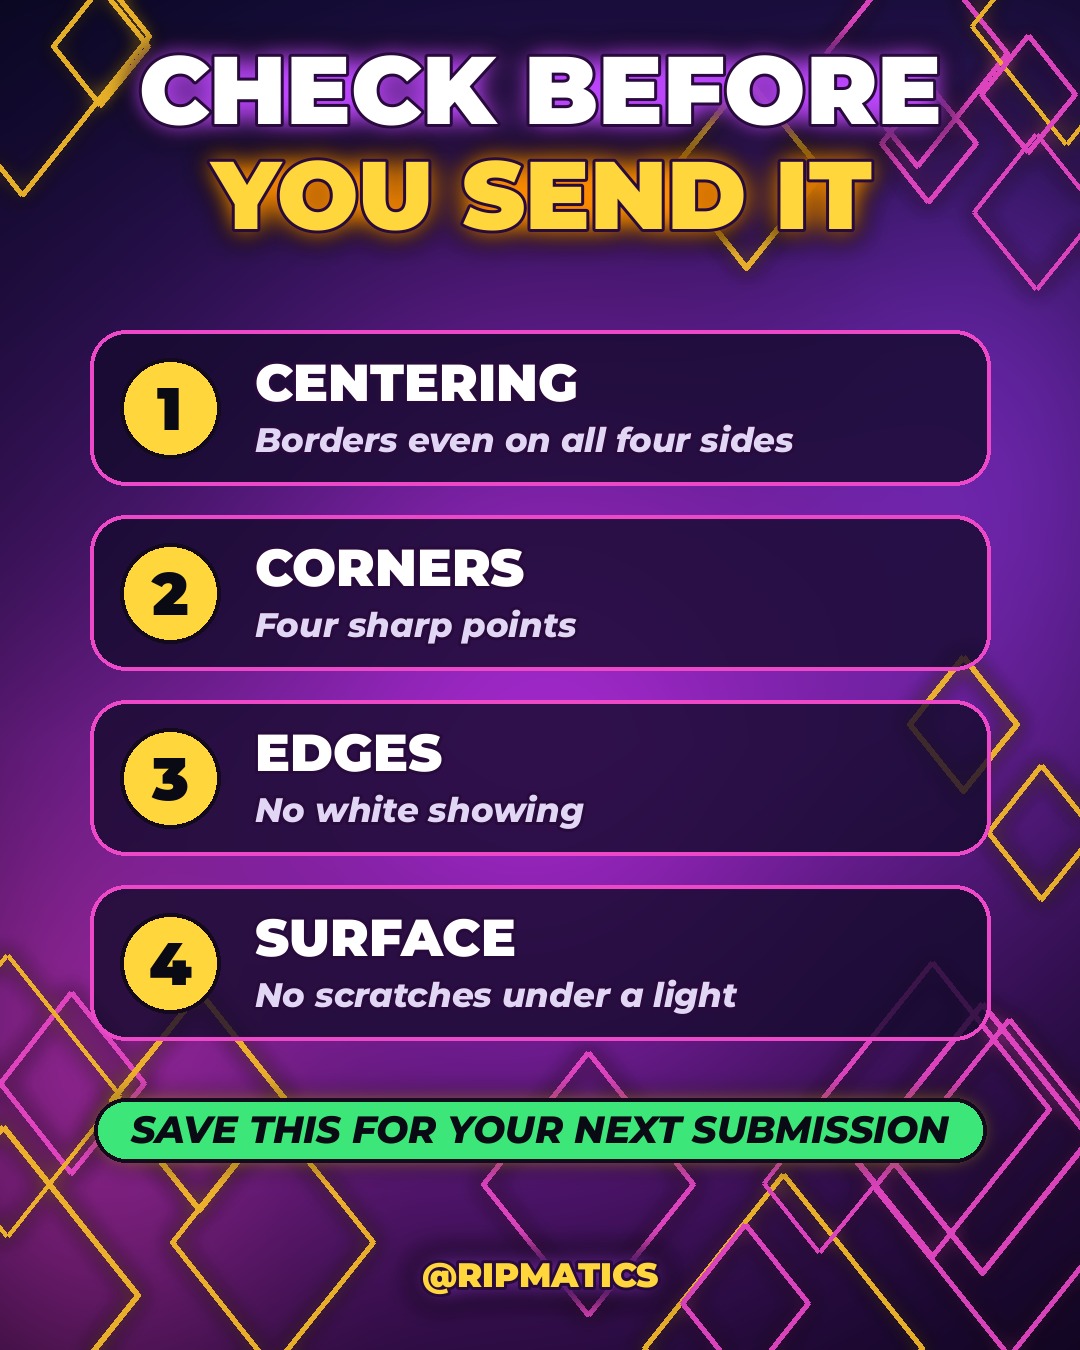 CHECK BEFORE
YOU SEND IT
1
CENTERING
Borders even on all four sides
2
CORNERS
Four sharp points
3
EDGES
No white showing
4
SURFACE
No scratches under a light
SAVE THIS FOR YOUR NEXT SUBMISSION
@RIPMATICS